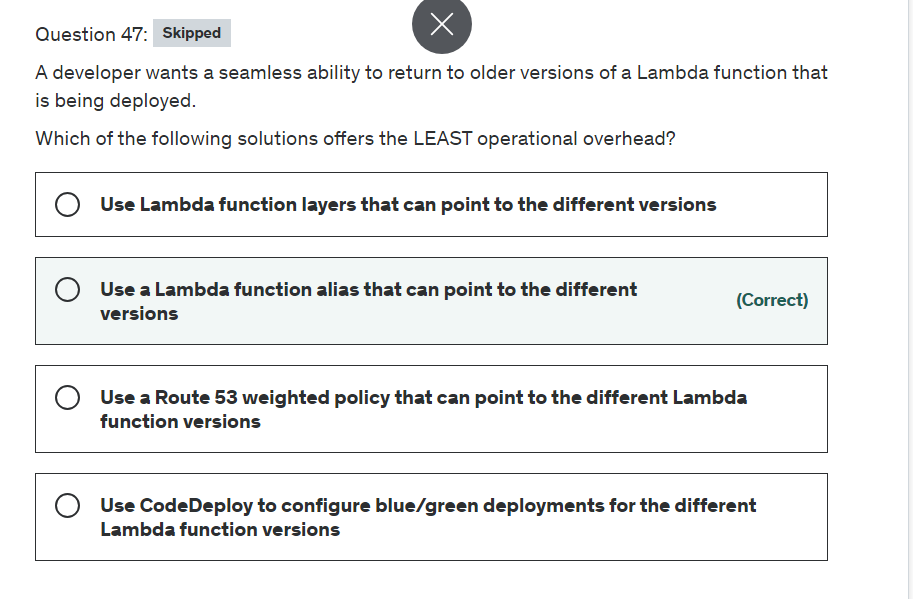 Question 47: Skipped
A developer wants a seamless ability to return to older versions of a Lambda function that
is being deployed.
Which of the following solutions offers the LEAST operational overhead?
Use Lambda function layers that can point to the different versions
Use a Lambda function alias that can point to the different
versions
(Correct)
Use a Route 53 weighted policy that can point to the different Lambda
function versions
Use CodeDeploy to configure blue/green deployments for the different
Lambda function versions